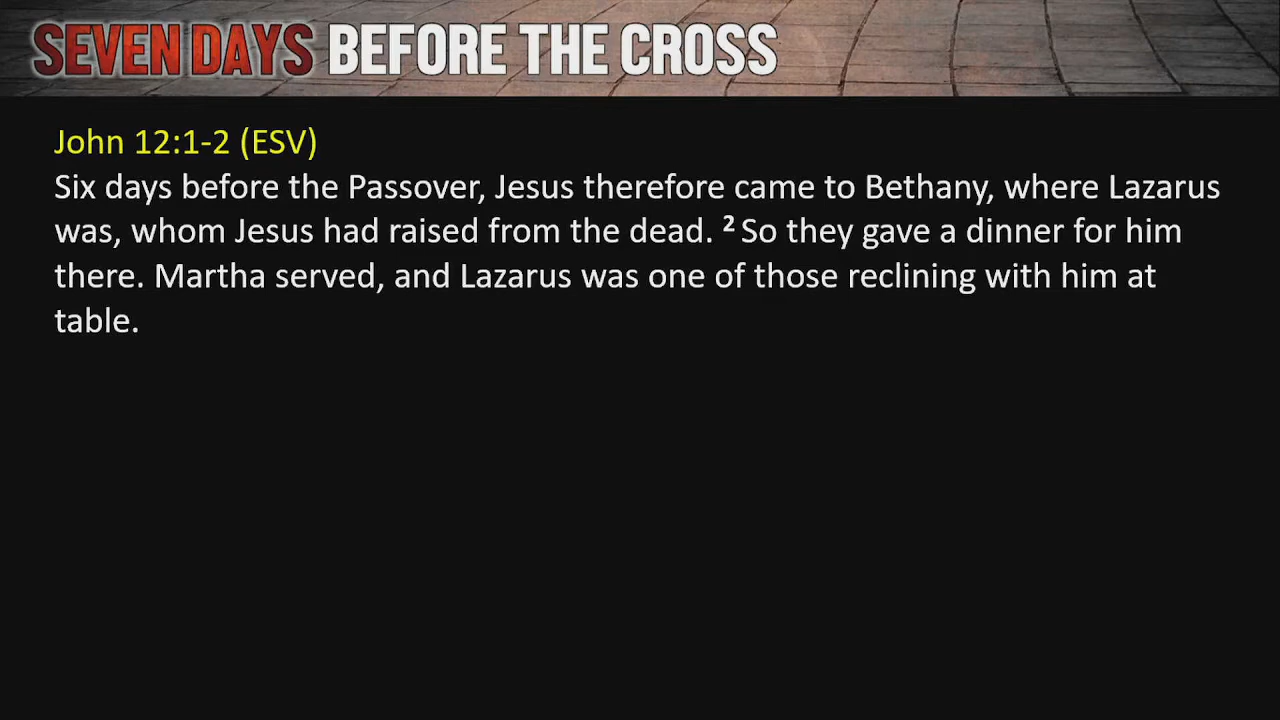 SEVEN DAYS BEFORE THE CROSS
John 12:1-2 (ESV)
Six days before the Passover, Jesus therefore came to Bethany, where Lazarus
was, whom Jesus had raised from the dead. ² So they gave a dinner for him
there. Martha served, and Lazarus was one of those reclining with him at
table.